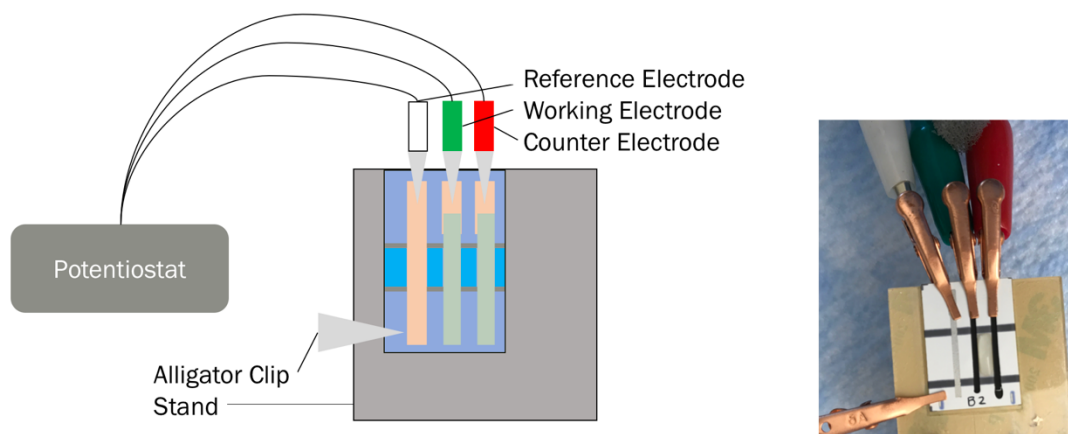 Reference Electrode
Working Electrode
Counter Electrode
Potentiostat
Alligator Clip
Stand
B2